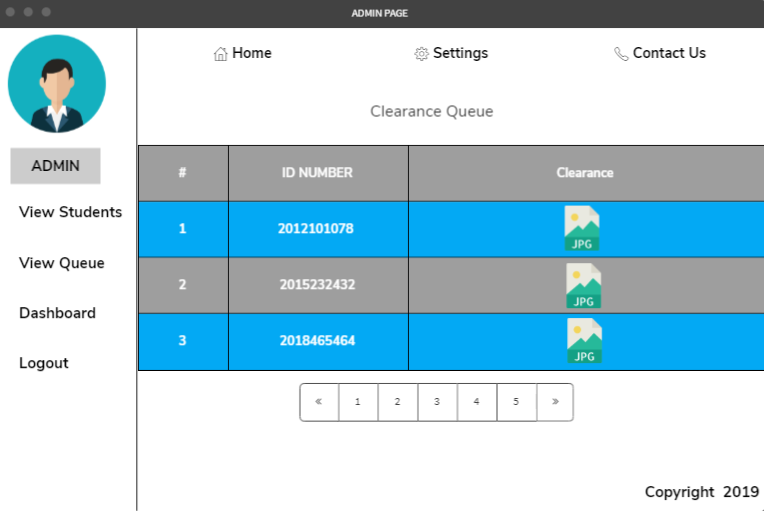 ADMIN PAGE
Home Settings Contact Us
Clearance Queue
ADMIN
View Students
View Queue
Dashboard
Logout
# ID NUMBER Clearance
1 2012101078 JPG
2 2015232432 JPG
3 2018465464 JPG
« 1 2 3 4 5 »
Copyright 2019